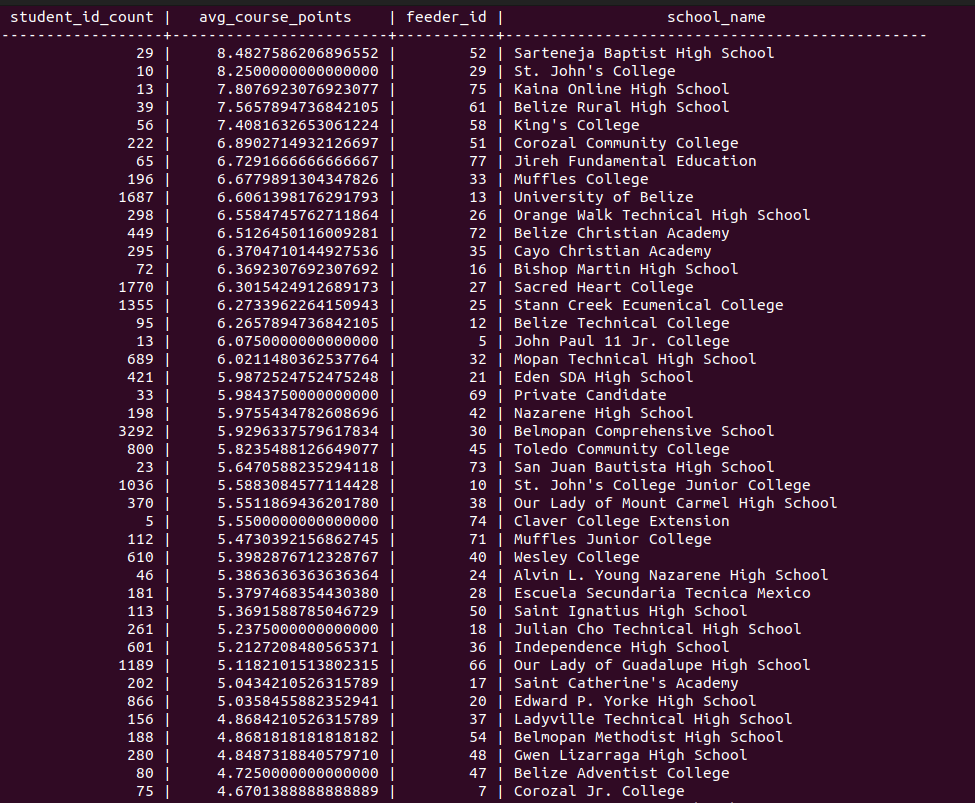 student_id_count | avg_course_points | feeder_id | school_name
------------------+--------------------+-----------+-----------------------------------------------
29 | 8.4827586206896552 | 52 | Sarteneja Baptist High School
10 | 8.2500000000000000 | 29 | St. John's College
13 | 7.8076923076923077 | 75 | Kaina Online High School
39 | 7.5657894736842105 | 61 | Belize Rural High School
56 | 7.4081632653061224 | 58 | King's College
222 | 6.8902714932126697 | 51 | Corozal Community College
65 | 6.7291666666666667 | 77 | Jireh Fundamental Education
196 | 6.6779891304347826 | 33 | Muffles College
1687 | 6.6061398176291793 | 13 | University of Belize
298 | 6.5584745762711864 | 26 | Orange Walk Technical High School
449 | 6.5126450116009281 | 72 | Belize Christian Academy
295 | 6.3704710144927536 | 35 | Cayo Christian Academy
72 | 6.3692307692307692 | 16 | Bishop Martin High School
1770 | 6.3015424912689173 | 27 | Sacred Heart College
1355 | 6.2733962264150943 | 25 | Stann Creek Ecumenical College
95 | 6.2657894736842105 | 12 | Belize Technical College
13 | 6.0750000000000000 | 5 | John Paul 11 Jr. College
689 | 6.0211480362537764 | 32 | Mopan Technical High School
421 | 5.9872524752475248 | 21 | Eden SDA High School
33 | 5.9843750000000000 | 69 | Private Candidate
198 | 5.9755434782608696 | 42 | Nazarene High School
3292 | 5.9296337579617834 | 30 | Belmopan Comprehensive School
800 | 5.8235488126649077 | 45 | Toledo Community College
23 | 5.6470588235294118 | 73 | San Juan Bautista High School
1036 | 5.5883084577114428 | 10 | St. John's College Junior College
370 | 5.5511869436201780 | 38 | Our Lady of Mount Carmel High School
5 | 5.5500000000000000 | 74 | Claver College Extension
112 | 5.4730392156862745 | 71 | Muffles Junior College
610 | 5.3982876712328767 | 40 | Wesley College
46 | 5.3863636363636364 | 24 | Alvin L. Young Nazarene High School
181 | 5.3797468354430380 | 28 | Escuela Secundaria Tecnica Mexico
113 | 5.3691588785046729 | 50 | Saint Ignatius High School
261 | 5.2375000000000000 | 18 | Julian Cho Technical High School
601 | 5.2127208480565371 | 36 | Independence High School
1189 | 5.1182101513802315 | 66 | Our Lady of Guadalupe High School
202 | 5.0434210526315789 | 17 | Saint Catherine's Academy
866 | 5.0358455882352941 | 20 | Edward P. Yorke High School
156 | 4.8684210526315789 | 37 | Ladyville Technical High School
188 | 4.8681818181818182 | 54 | Belmopan Methodist High School
280 | 4.8487318840579710 | 48 | Gwen Lizarraga High School
80 | 4.7250000000000000 | 47 | Belize Adventist College
75 | 4.6701388888888889 | 7 | Corozal Jr. College